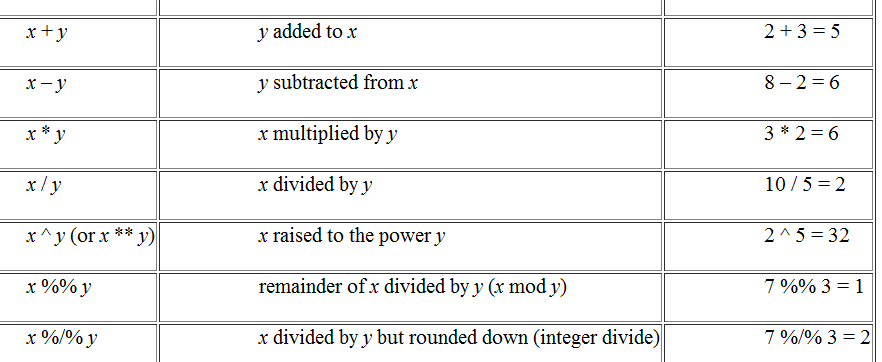 x + y y added to x 2 + 3 = 5
x – y y subtracted from x 8 – 2 = 6
x * y x multiplied by y 3 * 2 = 6
x / y x divided by y 10 / 5 = 2
x ^ y (or x ** y) x raised to the power y 2 ^ 5 = 32
x %% y remainder of x divided by y (x mod y) 7 %% 3 = 1
x %/% y x divided by y but rounded down (integer divide) 7 %/% 3 = 2